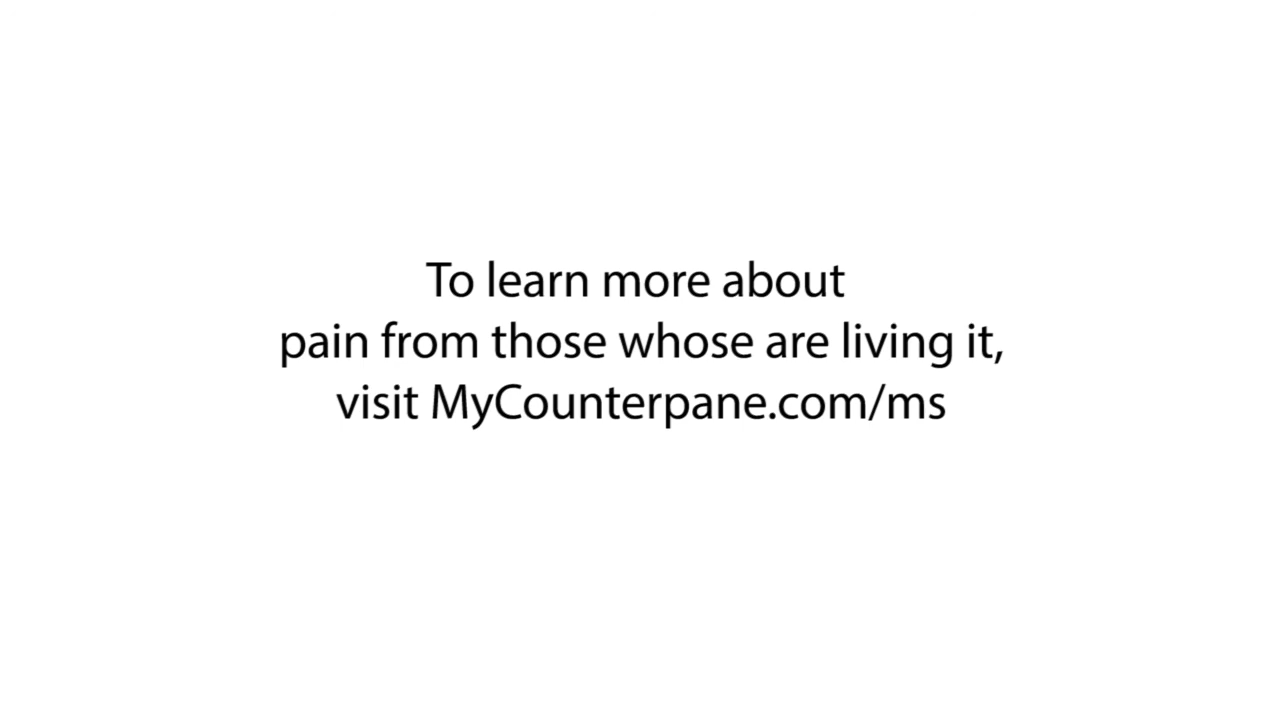 To learn more about
pain from those whose are living it,
visit MyCounterpane.com/ms